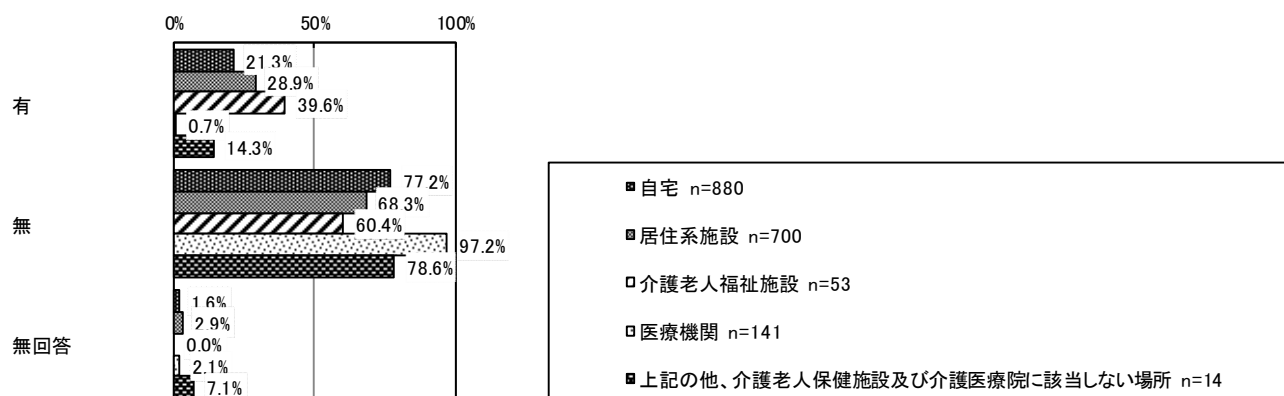 0% 50% 100%
有
21.3%
28.9%
39.6%
0.7%
14.3%
無
77.2%
68.3%
60.4%
97.2%
78.6%
無回答
1.6%
2.9%
0.0%
2.1%
7.1%
自宅 n=880
居住系施設 n=700
介護老人福祉施設 n=53
医療機関 n=141
上記の他、介護老人保健施設及び介護医療院に該当しない場所 n=14